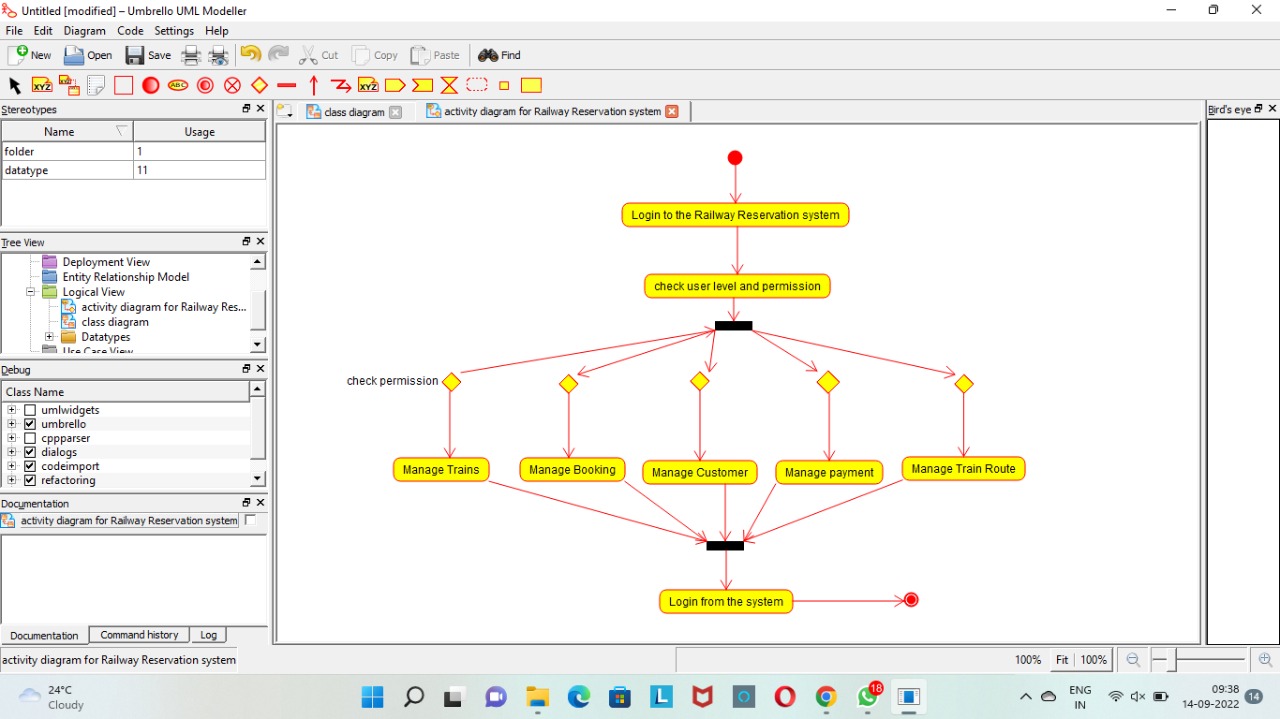 Untitled [modified] – Umbrello UML Modeller
File Edit Diagram Code Settings Help
New Open Save Cut Copy Paste Find
XYZ ABC XYZ
Stereotypes
Name Usage
folder 1
datatype 11
Tree View
Deployment View
Entity Relationship Model
Logical View
activity diagram for Railway Res...
class diagram
Datatypes
Use Case View
Debug
Class Name
umlwidgets
umbrello
cppparser
dialogs
codeimport
refactoring
Documentation
activity diagram for Railway Reservation system
Documentation Command history Log
activity diagram for Railway Reservation system
class diagram activity diagram for Railway Reservation system
Login to the Railway Reservation system
check user level and permission
check permission
Manage Trains Manage Booking Manage Customer Manage payment Manage Train Route
Login from the system
Bird's eye
100% Fit 100%
24°C
Cloudy
L
18
ENG
IN
09:38
14-09-2022
14